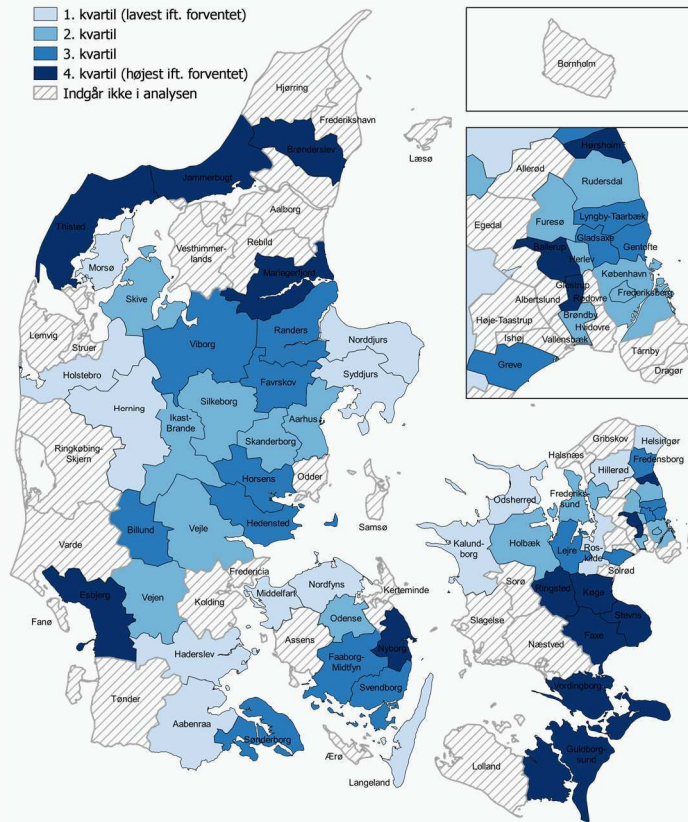 1. kvartil (lavest ift. forventet)
2. kvartil
3. kvartil
4. kvartil (højest ift. forventet)
Indgår ikke i analysen
Hjørring
Frederikshavn
Læsø
Brønderslev
Jammerbugt
Thisted
Aalborg
Vesthimmer-
lands
Rebild
Morsø
Mariagerfjord
Skive
Lemvig
Struer
Viborg
Randers
Norddjurs
Syddjurs
Holstebro
Favrskov
Herning
Silkeborg
Ikast-
Brande
Aarhus
Skanderborg
Ringkøbing-
Skjern
Odder
Horsens
Samsø
Hedensted
Billund
Vejle
Varde
Fredericia
Esbjerg
Vejen
Kolding
Fanø
Middelfart
Nordfyns
Kerteminde
Odense
Assens
Nyborg
Haderslev
Faaborg-
Midtfyn
Svendborg
Tønder
Aabenraa
Sønderborg
Ærø
Langeland
Bornholm
Hørsholm
Allerød
Rudersdal
Egedal
Furesø
Lyngby-Taarbæk
Gladsaxe
Gentofte
Ballerup
Herlev
København
Glostrup
Rødovre
Frederiksberg
Albertslund
Høje-Taastrup
Brøndby
Hvidovre
Ishøj
Vallensbæk
Greve
Tårnby
Dragør
Gribskov
Helsingør
Halsnæs
Fredensborg
Hillerød
Odsherred
Frederiks-
sund
Kalund-
borg
Holbæk
Lejre
Ros-
kilde
Solrød
Sorø
Ringsted
Køge
Slagelse
Stevns
Næstved
Faxe
Vordingborg
Guldborg-
sund
Lolland